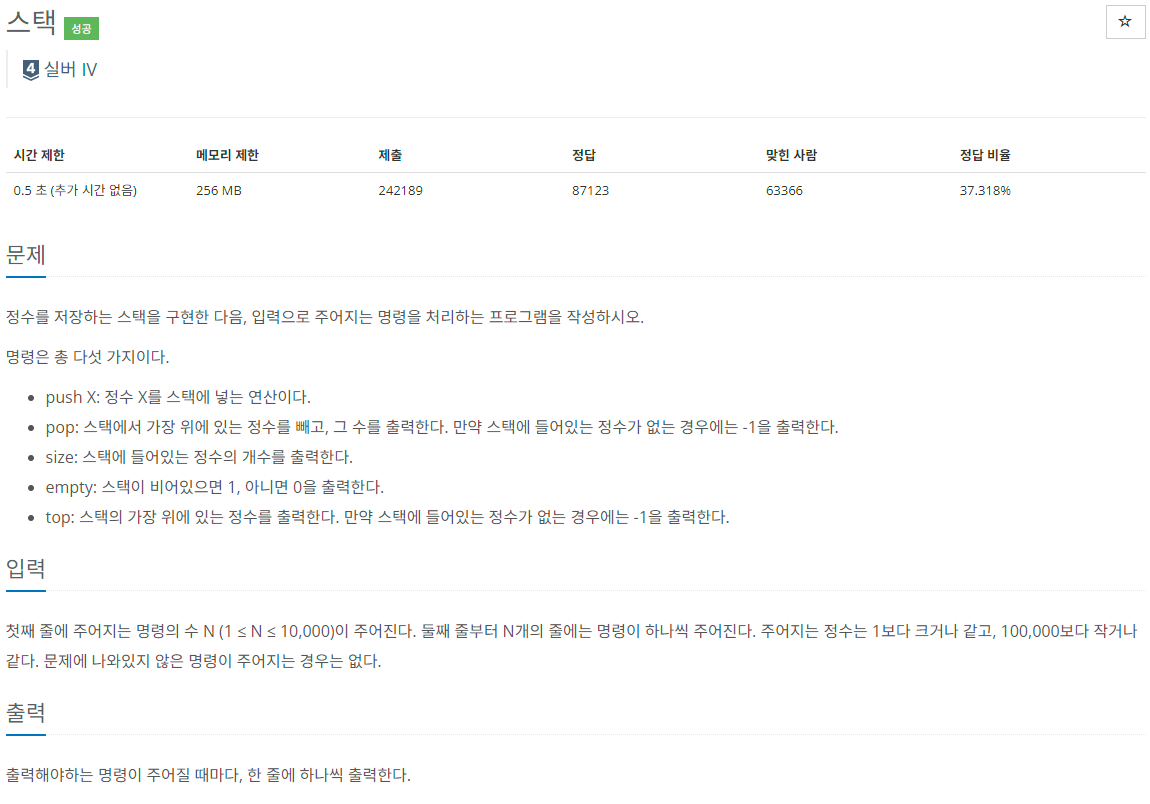 스택 성공
☆
4 실버 IV
시간 제한 메모리 제한 제출 정답 맞힌 사람 정답 비율
0.5 초 (추가 시간 없음) 256 MB 242189 87123 63366 37.318%
문제
정수를 저장하는 스택을 구현한 다음, 입력으로 주어지는 명령을 처리하는 프로그램을 작성하시오.
명령은 총 다섯 가지이다.
• push X: 정수 X를 스택에 넣는 연산이다.
• pop: 스택에서 가장 위에 있는 정수를 빼고, 그 수를 출력한다. 만약 스택에 들어있는 정수가 없는 경우에는 -1을 출력한다.
• size: 스택에 들어있는 정수의 개수를 출력한다.
• empty: 스택이 비어있으면 1, 아니면 0을 출력한다.
• top: 스택의 가장 위에 있는 정수를 출력한다. 만약 스택에 들어있는 정수가 없는 경우에는 -1을 출력한다.
입력
첫째 줄에 주어지는 명령의 수 N (1 ≤ N ≤ 10,000)이 주어진다. 둘째 줄부터 N개의 줄에는 명령이 하나씩 주어진다. 주어지는 정수는 1보다 크거나 같고, 100,000보다 작거나
같다. 문제에 나와있지 않은 명령이 주어지는 경우는 없다.
출력
출력해야하는 명령이 주어질 때마다, 한 줄에 하나씩 출력한다.